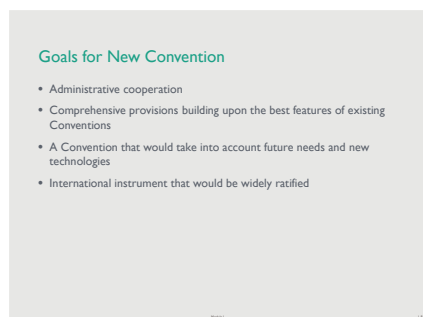 Goals for New Convention
• Administrative cooperation
• Comprehensive provisions building upon the best features of existing
Conventions
• A Convention that would take into account future needs and new
technologies
• International instrument that would be widely ratified